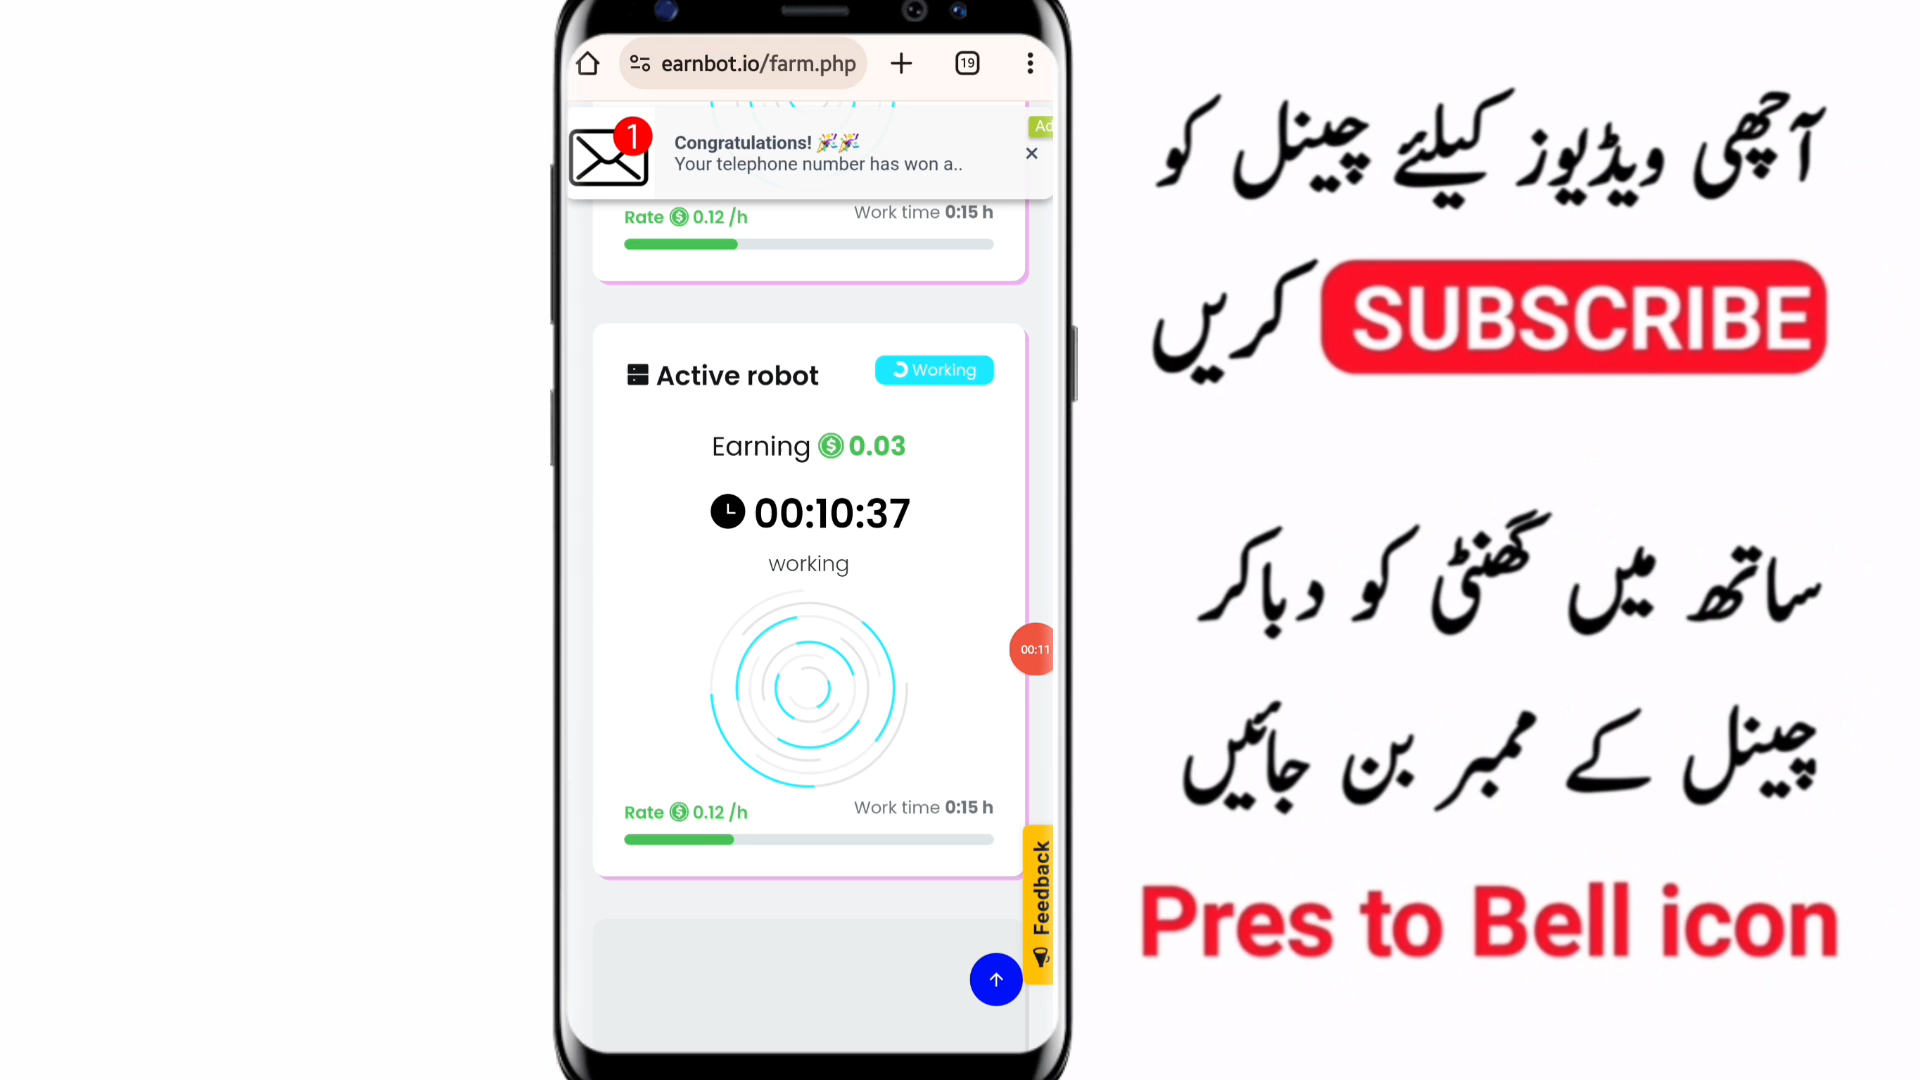 earnbot.io/farm.php
19
1
Congratulations! 🎉🎉
Your telephone number has won a..
Rate $ 0.12 /h
Work time 0:15 h
Active robot
Working
Earning $ 0.03
00:10:37
working
00:11
Rate $ 0.12 /h
Work time 0:15 h
Feedback
آچھی ویڈیوز کیلئے چینل کو
SUBSCRIBE کریں
ساتھ میں گھنٹی کو دباکر
چینل کے ممبر بن جائیں
Pres to Bell icon